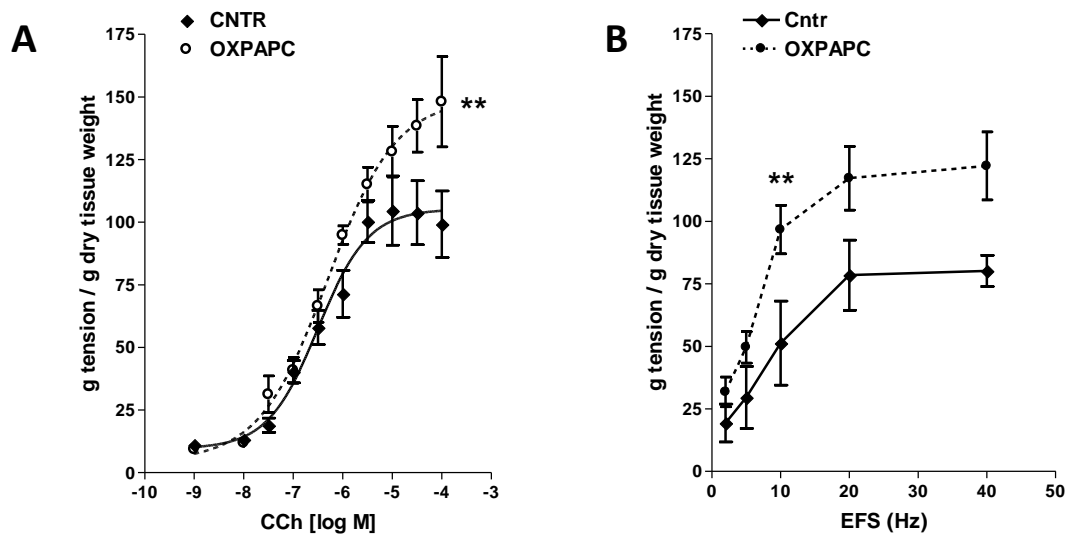 A
CNTR
OXPAPC
g tension / g dry tissue weight
175
150
125
100
75
50
25
0
**
-10 -9 -8 -7 -6 -5 -4 -3
CCh [log M]
B
Cntr
OXPAPC
g tension / g dry tissue weight
175
150
125
100
75
50
25
0
**
0 10 20 30 40 50
EFS (Hz)